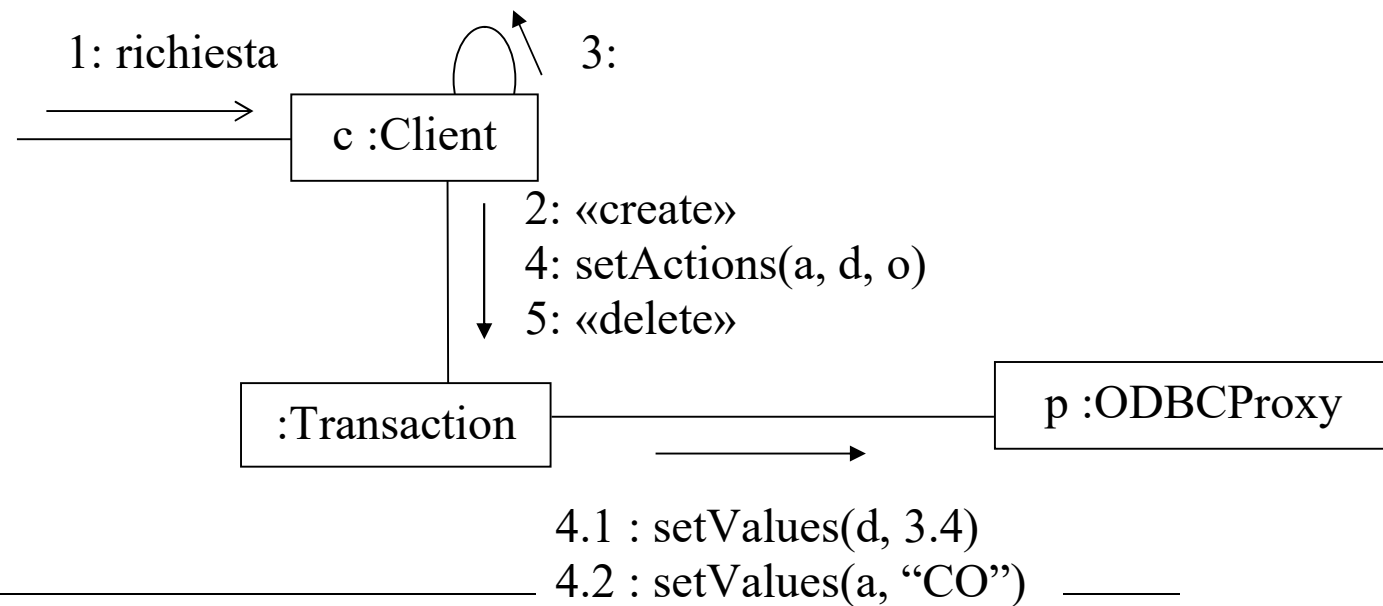 1: richiesta
3:
c :Client
2: «create»
4: setActions(a, d, o)
5: «delete»
:Transaction
p :ODBCProxy
4.1 : setValues(d, 3.4)
4.2 : setValues(a, “CO”)